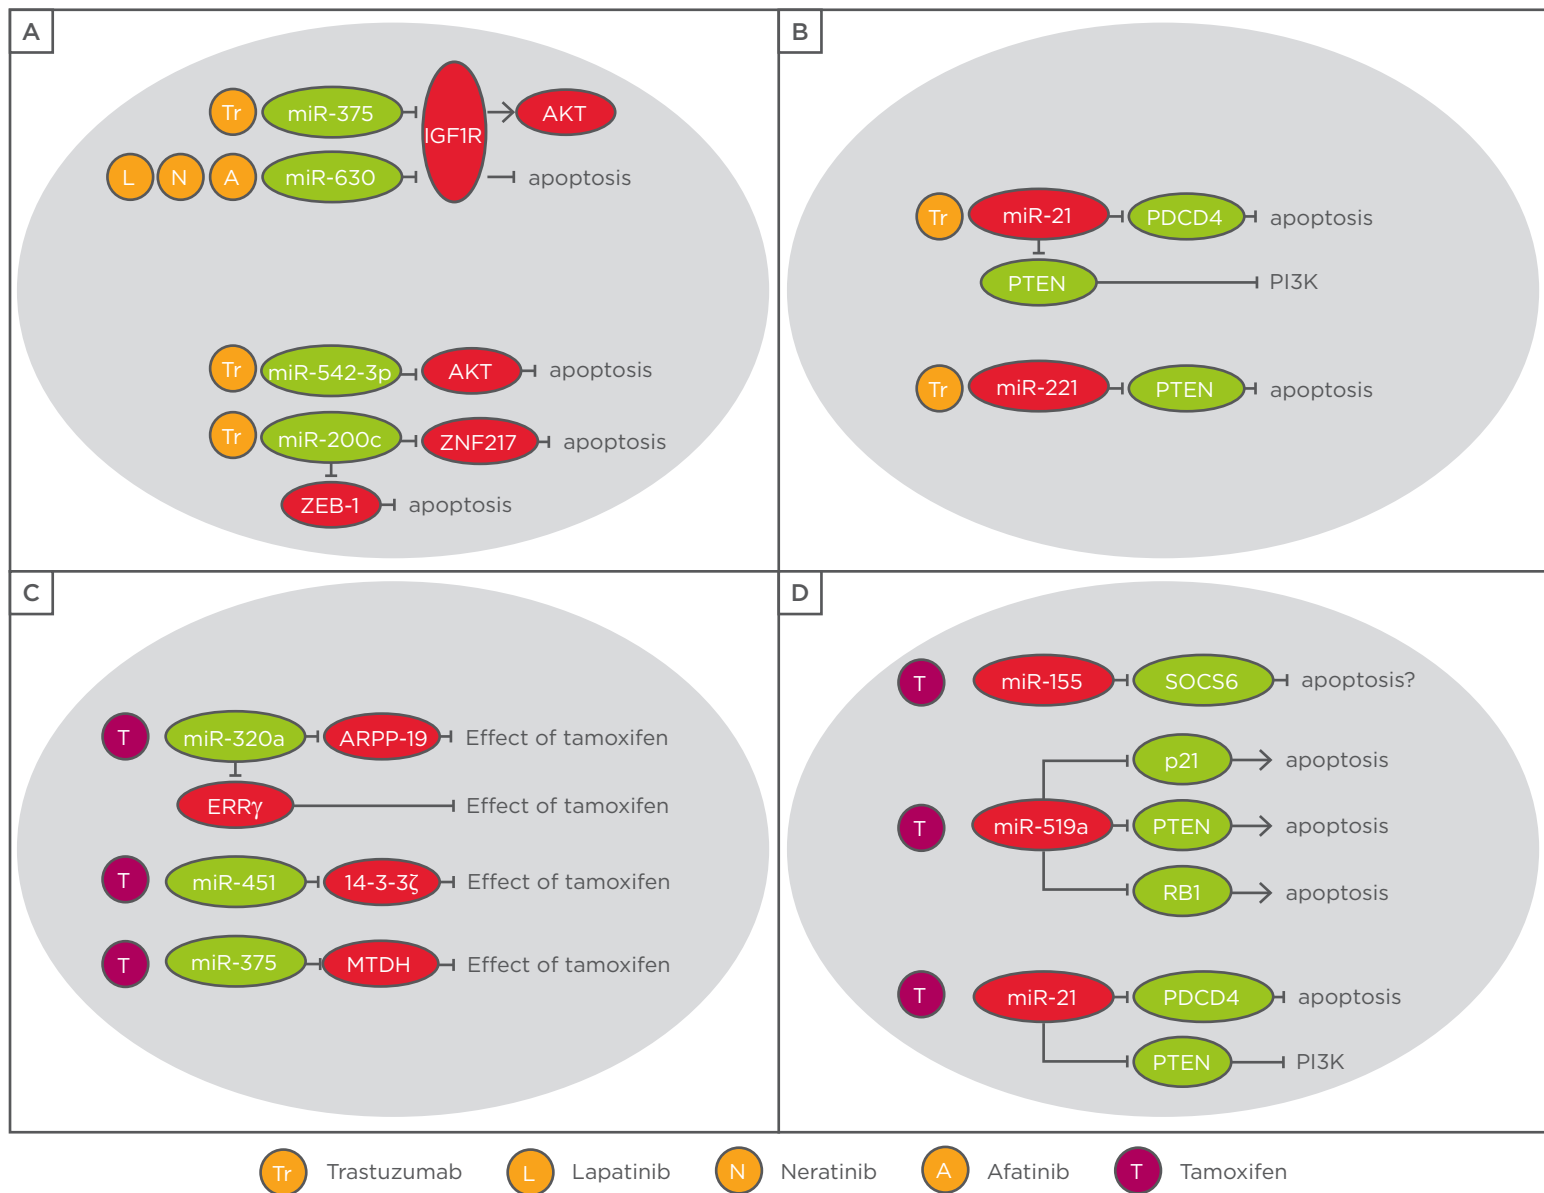 A
Tr miR-375 IGF1R AKT
L N A miR-630 apoptosis
Tr miR-542-3p AKT apoptosis
Tr miR-200c ZNF217 apoptosis
ZEB-1 apoptosis
B
Tr miR-21 PDCD4 apoptosis
PTEN PI3K
Tr miR-221 PTEN apoptosis
C
T miR-320a ARPP-19 Effect of tamoxifen
ERRγ Effect of tamoxifen
T miR-451 14-3-3ζ Effect of tamoxifen
T miR-375 MTDH Effect of tamoxifen
D
T miR-155 SOCS6 apoptosis?
p21 apoptosis
T miR-519a PTEN apoptosis
RB1 apoptosis
T miR-21 PDCD4 apoptosis
PTEN PI3K
Tr Trastuzumab L Lapatinib N Neratinib A Afatinib T Tamoxifen